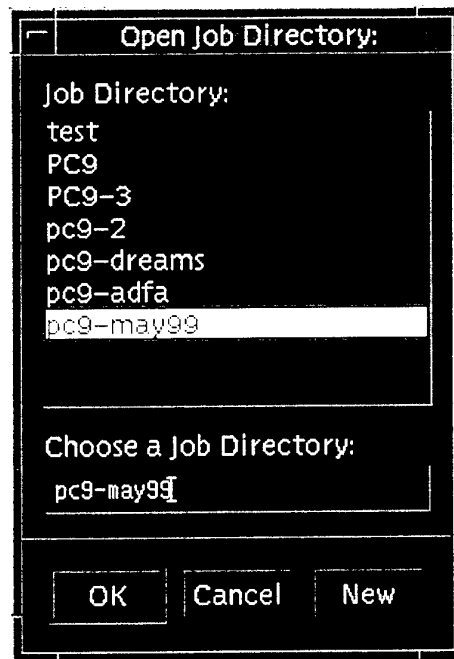 Open Job Directory:
Job Directory:
test
PC9
PC9-3
pc9-2
pc9-dreams
pc9-adfa
pc9-may99
Choose a Job Directory:
pc9-may99
OK Cancel New